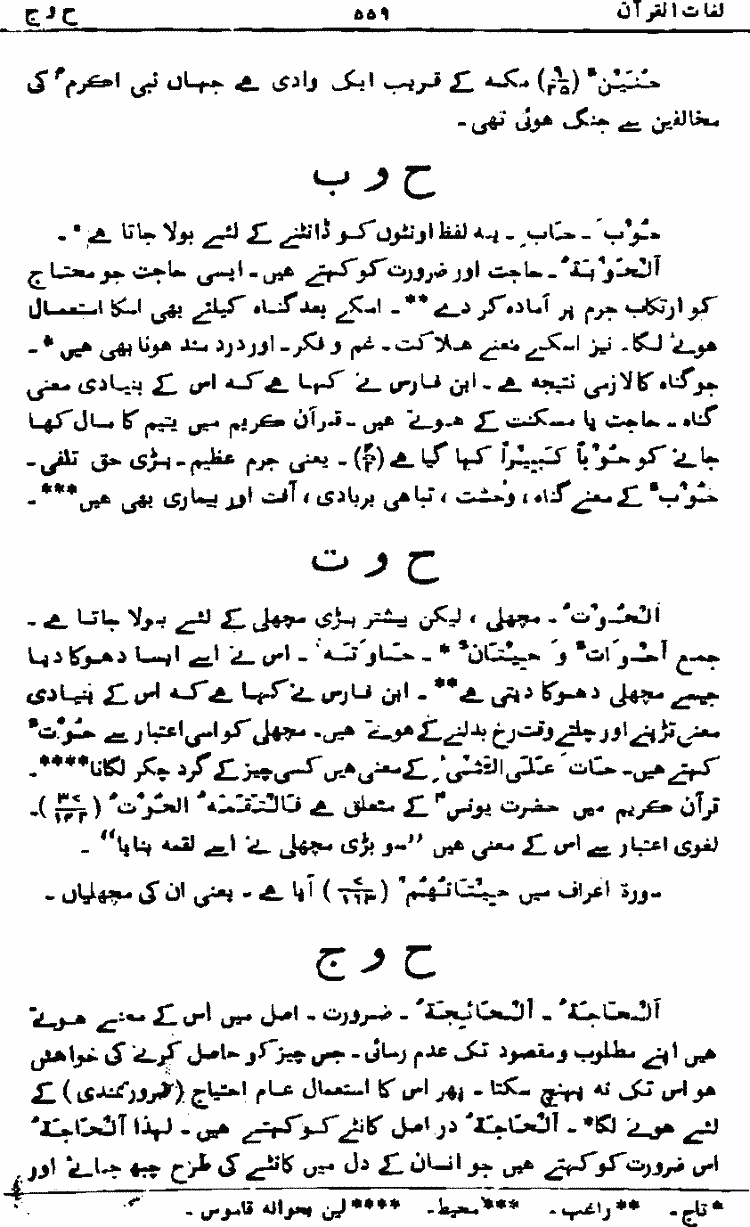 لغات القرآن ۵۵۹ ح و ج
حُنَیْنٍ* (۹/۲۵) مکہ کے قریب ایک وادی ہے جہاں نبی اکرمؐ کی
مخالفین سے جنگ ہوئی تھی۔
ح و ب
حُوْبَ ۔ حَابِ ۔ یہ لفظ اونٹوں کو ڈانٹنے کے لئے بولا جاتا ہے*۔
اَلْحَوْبَۃُ ۔ حاجت اور ضرورت کو کہتے ہیں۔ ایسی حاجت جو محتاج
کو ارتکاب جرم پر آمادہ کر دے**۔ اسکے بعد گناہ کیلئے بھی اسکا استعمال
ہونے لگا۔ نیز اسکے معنے ہلاکت۔ غم و فکر۔ اور درد مند ہونا بھی ہیں*۔
جو گناہ کا لازمی نتیجہ ہے۔ ابن فارس نے کہا ہے کہ اس کے بنیادی معنی
گناہ۔ حاجت یا مسکنت کے ہوتے ہیں۔ قرآن کریم میں یتیم کا مال کھا
جانے کو حُوْباً کَبِیْراً کہا گیا ہے (۴/۲)۔ یعنی جرم عظیم۔ بڑی حق تلفی۔
حُوْبٌ کے معنے گناہ، وحشت، تباھی بربادی، آفت اور بیماری بھی ہیں***۔
ح و ت
اَلْحُوْتُ ۔ مچھلی، لیکن بیشتر بڑی مچھلی کے لئے بولا جاتا ہے۔
جمع اَحْوَاتٌ وَ حِیْتَانٌ*۔ حَاوَتَہٗ ۔ اس نے اسے ایسا دھوکا دیا
جیسے مچھلی دھوکا دیتی ہے**۔ ابن فارس نے کہا ہے کہ اس کے بنیادی
معنی تڑپنے اور چلتے وقت رخ بدلنے کے ہوتے ہیں۔ مچھلی کو اسی اعتبار سے حُوْتٌ
کہتے ہیں۔ حَاتَ عَلَی الشَّیْءِ کے معنی ہیں کسی چیز کے گرد چکر لگانا****۔
قرآن کریم میں حضرت یونسؑ کے متعلق ہے فَالْتَقَمَہُ الْحُوْتُ (۳۷/۱۴۲)۔
لغوی اعتبار سے اس کے معنی ہیں ”سو بڑی مچھلی نے اسے لقمہ بنایا“۔
سورۃ اعراف میں حِیْتَانُھُمْ (۷/۱۶۳) آیا ہے۔ یعنی ان کی مچھلیاں۔
ح و ج
اَلْحَاجَۃُ ۔ اَلْحَائِجَۃُ ۔ ضرورت۔ اصل میں اس کے معنے ہوتے
ہیں اپنے مطلوب و مقصود تک عدم رسائی۔ جس چیز کو حاصل کرنے کی خواہش
ہو اس تک نہ پہنچ سکنا۔ پھر اس کا استعمال عام احتیاج (ضرورتمندی) کے
لئے ہونے لگا*۔ اَلْحَاجَۃُ در اصل کانٹے کو کہتے ہیں۔ لہذا اَلْحَاجَۃُ
اس ضرورت کو کہتے ہیں جو انسان کے دل میں کانٹے کی طرح چبھ جائے اور
*تاج۔ **راغب۔ ***محیط۔ ****لین بحوالہ قاموس۔